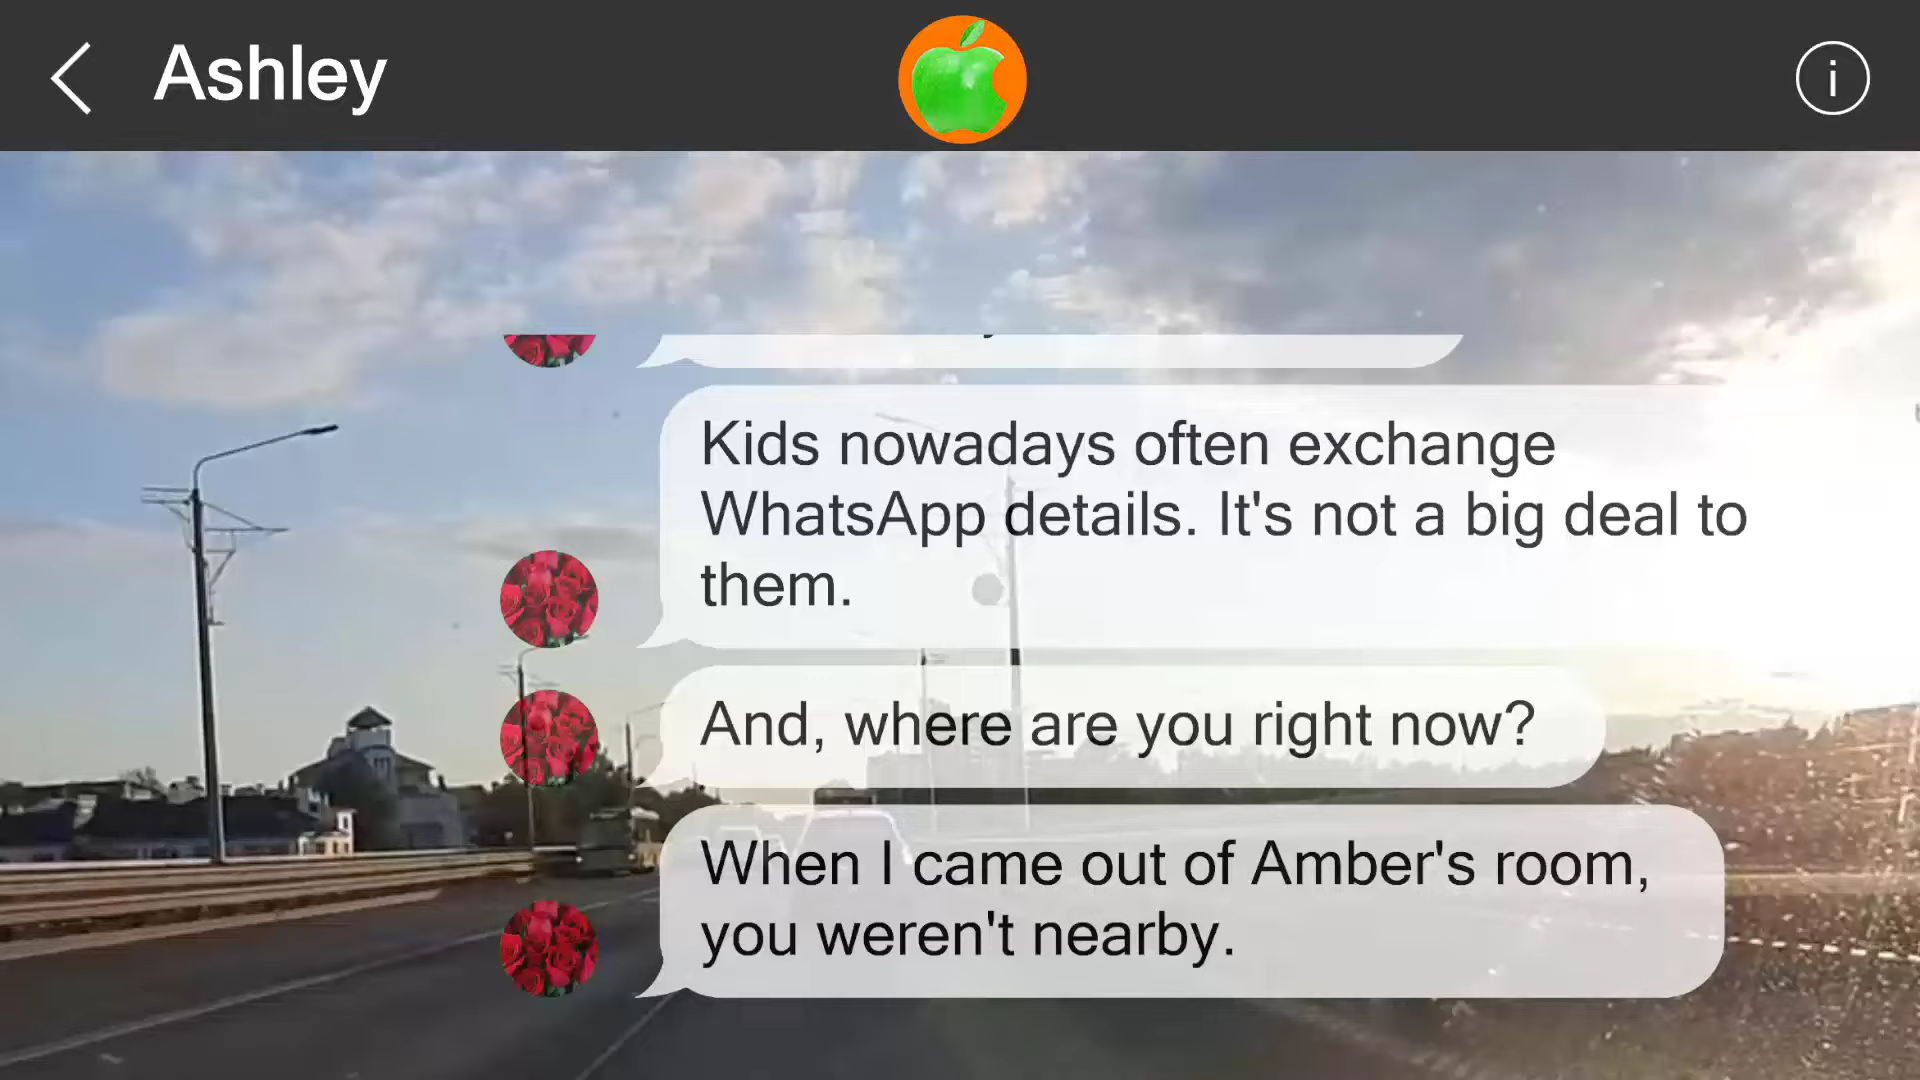 Ashley
i
Kids nowadays often exchange
WhatsApp details. It's not a big deal to
them.
And, where are you right now?
When I came out of Amber's room,
you weren't nearby.